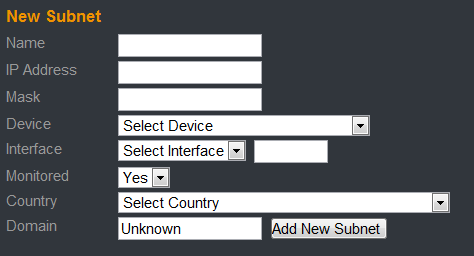 New Subnet
Name
IP Address
Mask
Device Select Device
Interface Select Interface
Monitored Yes
Country Select Country
Domain Unknown Add New Subnet